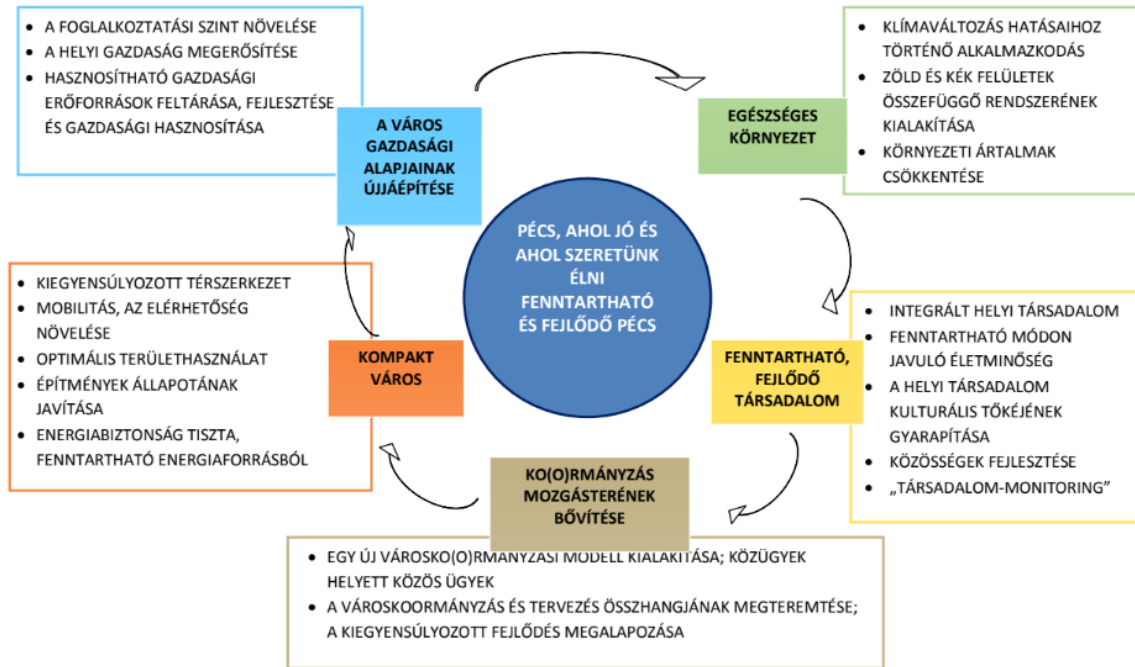 • A FOGLALKOZTATÁSI SZINT NÖVELÉSE
• A HELYI GAZDASÁG MEGERŐSÍTÉSE
• HASZNOSÍTHATÓ GAZDASÁGI
ERŐFORRÁSOK FELTÁRÁSA, FEJLESZTÉSE
ÉS GAZDASÁGI HASZNOSÍTÁSA
A VÁROS
GAZDASÁGI
ALAPJAINAK
ÚJJÁÉPÍTÉSE
EGÉSZSÉGES
KÖRNYEZET
• KLÍMAVÁLTOZÁS HATÁSAIHOZ
TÖRTÉNŐ ALKALMAZKODÁS
• ZÖLD ÉS KÉK FELÜLETEK
ÖSSZEFÜGGŐ RENDSZERÉNEK
KIALAKÍTÁSA
• KÖRNYEZETI ÁRTALMAK
CSÖKKENTÉSE
PÉCS, AHOL JÓ ÉS
AHOL SZERETÜNK
ÉLNI
FENNTARTHATÓ
ÉS FEJLŐDŐ PÉCS
• KIEGYENSÚLYOZOTT TÉRSZERKEZET
• MOBILITÁS, AZ ELÉRHETŐSÉG
NÖVELÉSE
• OPTIMÁLIS TERÜLETHASZNÁLAT
• ÉPÍTMÉNYEK ÁLLAPOTÁNAK
JAVÍTÁSA
• ENERGIABIZTONSÁG TISZTA,
FENNTARTHATÓ ENERGIAFORRÁSBÓL
KOMPAKT
VÁROS
FENNTARTHATÓ,
FEJLŐDŐ
TÁRSADALOM
• INTEGRÁLT HELYI TÁRSADALOM
• FENNTARTHATÓ MÓDON
JAVULÓ ÉLETMINŐSÉG
• A HELYI TÁRSADALOM
KULTURÁLIS TŐKÉJÉNEK
GYARAPÍTÁSA
• KÖZÖSSÉGEK FEJLESZTÉSE
• „TÁRSADALOM-MONITORING”
KO(O)RMÁNYZÁS
MOZGÁSTERÉNEK
BŐVÍTÉSE
• EGY ÚJ VÁROSKO(O)RMÁNYZÁSI MODELL KIALAKÍTÁSA; KÖZÜGYEK
HELYETT KÖZÖS ÜGYEK
• A VÁROSKOORMÁNYZÁS ÉS TERVEZÉS ÖSSZHANGJÁNAK MEGTEREMTÉSE;
A KIEGYENSÚLYOZOTT FEJLŐDÉS MEGALAPOZÁSA